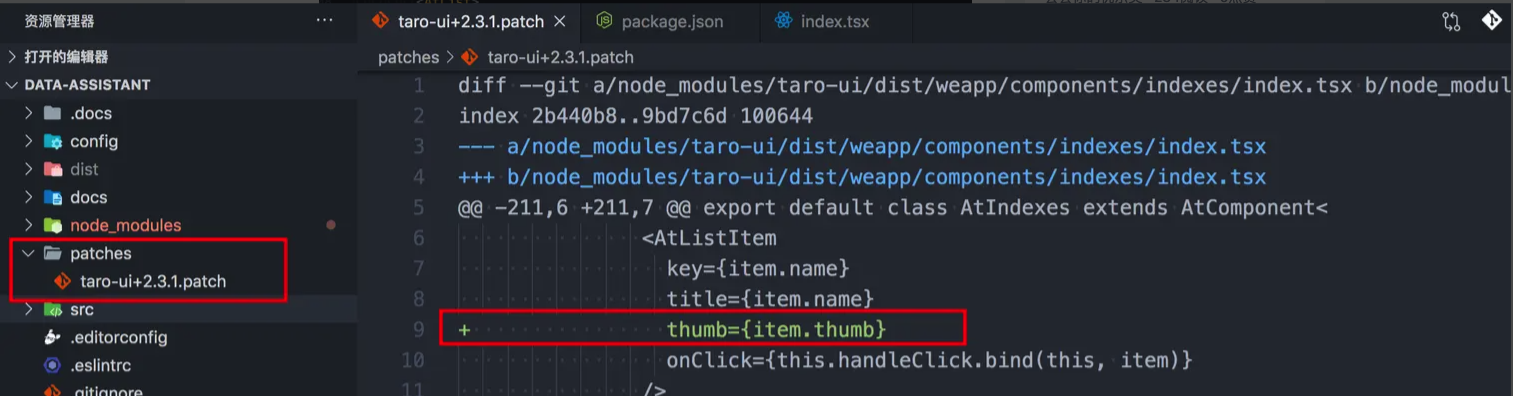 资源管理器
打开的编辑器
DATA-ASSISTANT
.docs
config
dist
docs
node_modules
patches
taro-ui+2.3.1.patch
src
.editorconfig
.eslintrc
.gitignore
taro-ui+2.3.1.patch package.json index.tsx
patches > taro-ui+2.3.1.patch
1 diff --git a/node_modules/taro-ui/dist/weapp/components/indexes/index.tsx b/node_modul
2 index 2b440b8..9bd7c6d 100644
3 --- a/node_modules/taro-ui/dist/weapp/components/indexes/index.tsx
4 +++ b/node_modules/taro-ui/dist/weapp/components/indexes/index.tsx
5 @@ -211,6 +211,7 @@ export default class AtIndexes extends AtComponent<
6 <AtListItem
7 key={item.name}
8 title={item.name}
9 + thumb={item.thumb}
10 onClick={this.handleClick.bind(this, item)}
11 />